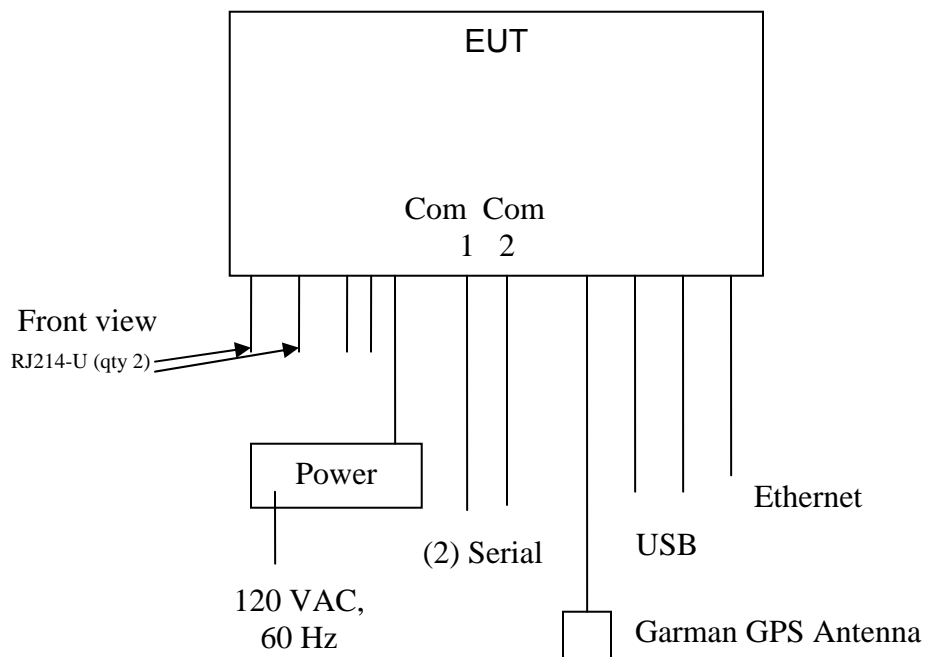 EUT
Com Com
1 2
Front view
RJ214-U (qty 2)
Power
Ethernet
(2) Serial
USB
120 VAC,
60 Hz
Garman GPS Antenna